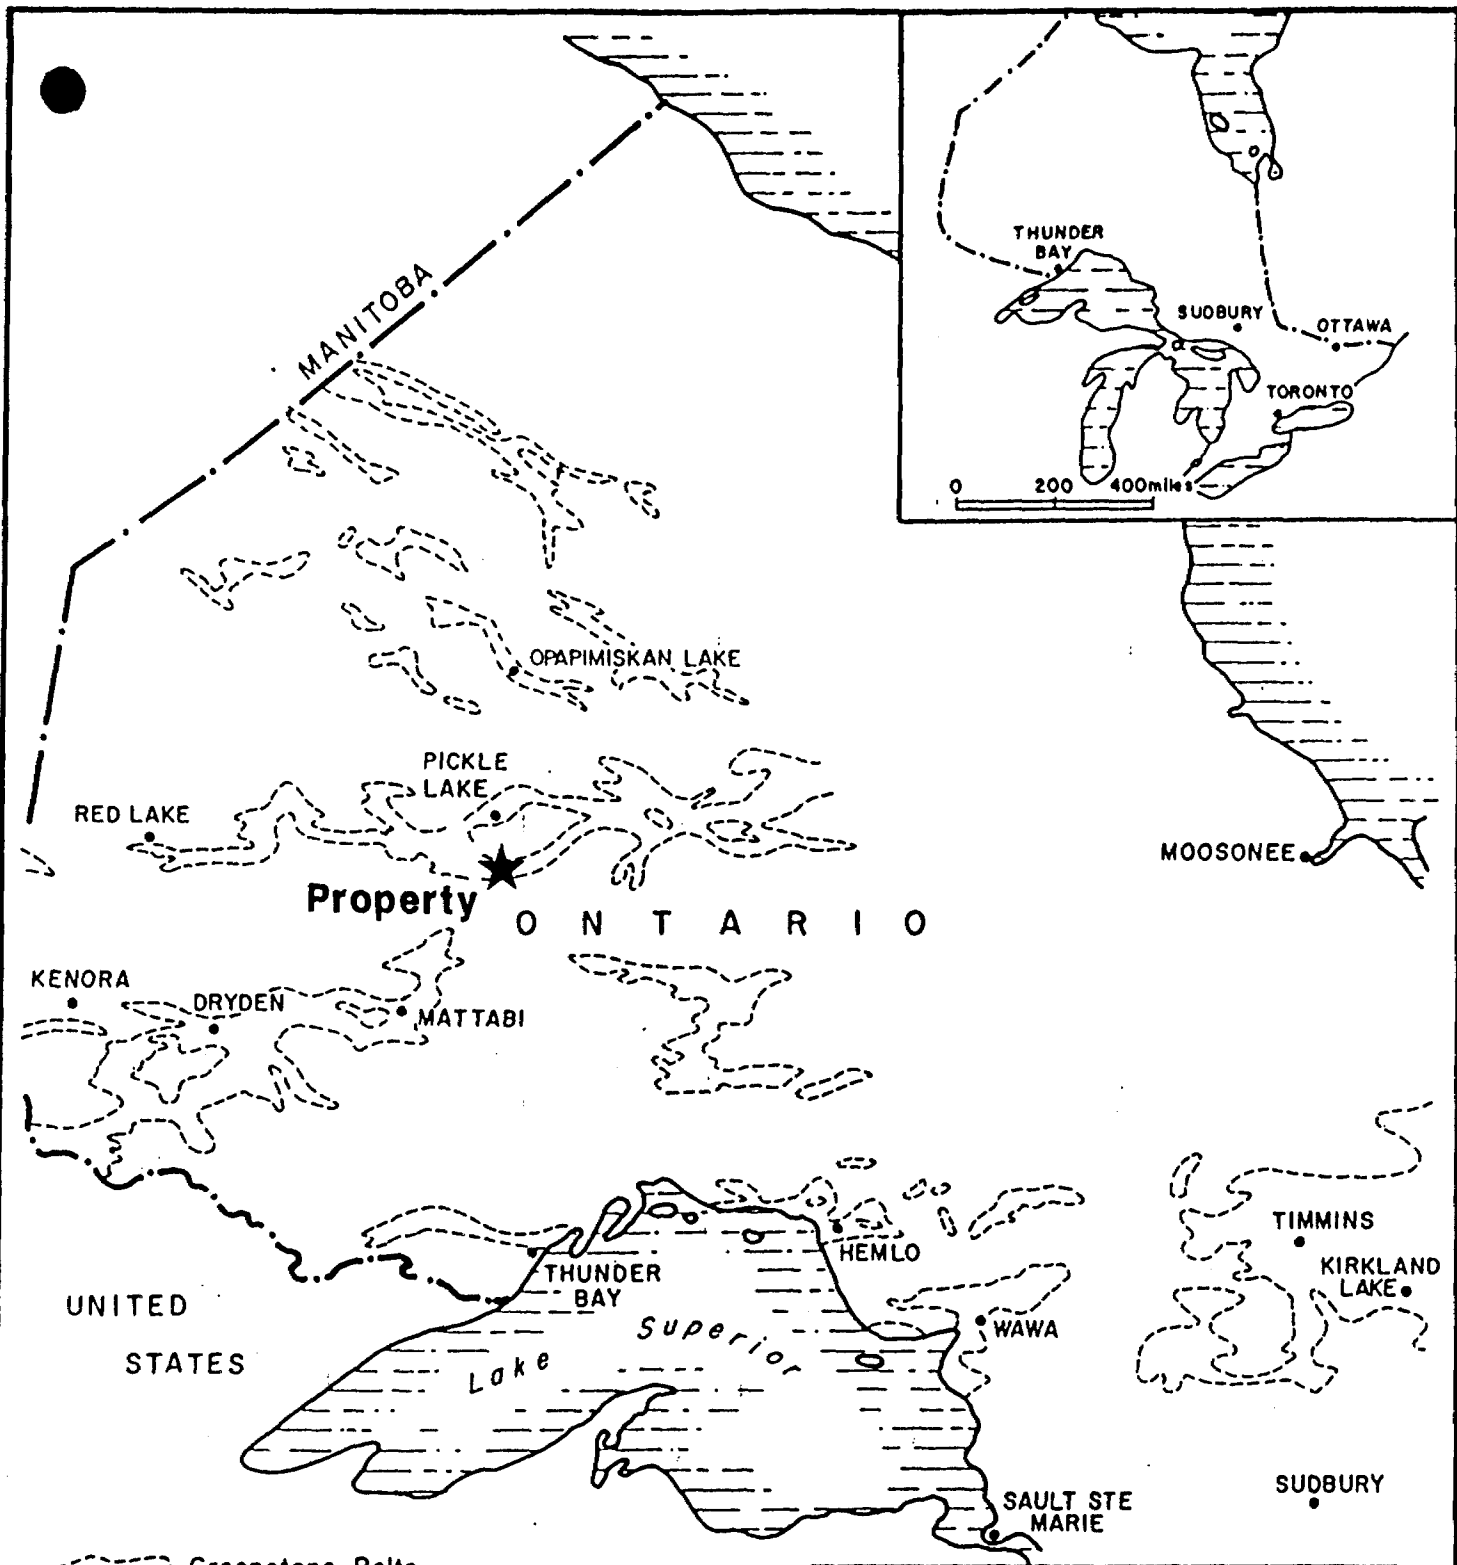 THUNDER
BAY
SUDBURY
OTTAWA
TORONTO
0 200 400miles
MANITOBA
OPAPIMISKAN LAKE
PICKLE
LAKE
RED LAKE
MOOSONEE
Property
ONTARIO
KENORA
DRYDEN
MATTABI
TIMMINS
HEMLO
KIRKLAND
LAKE
THUNDER
BAY
UNITED
STATES
Lake Superior
WAWA
SUDBURY
SAULT STE
MARIE
Greenstone Belts